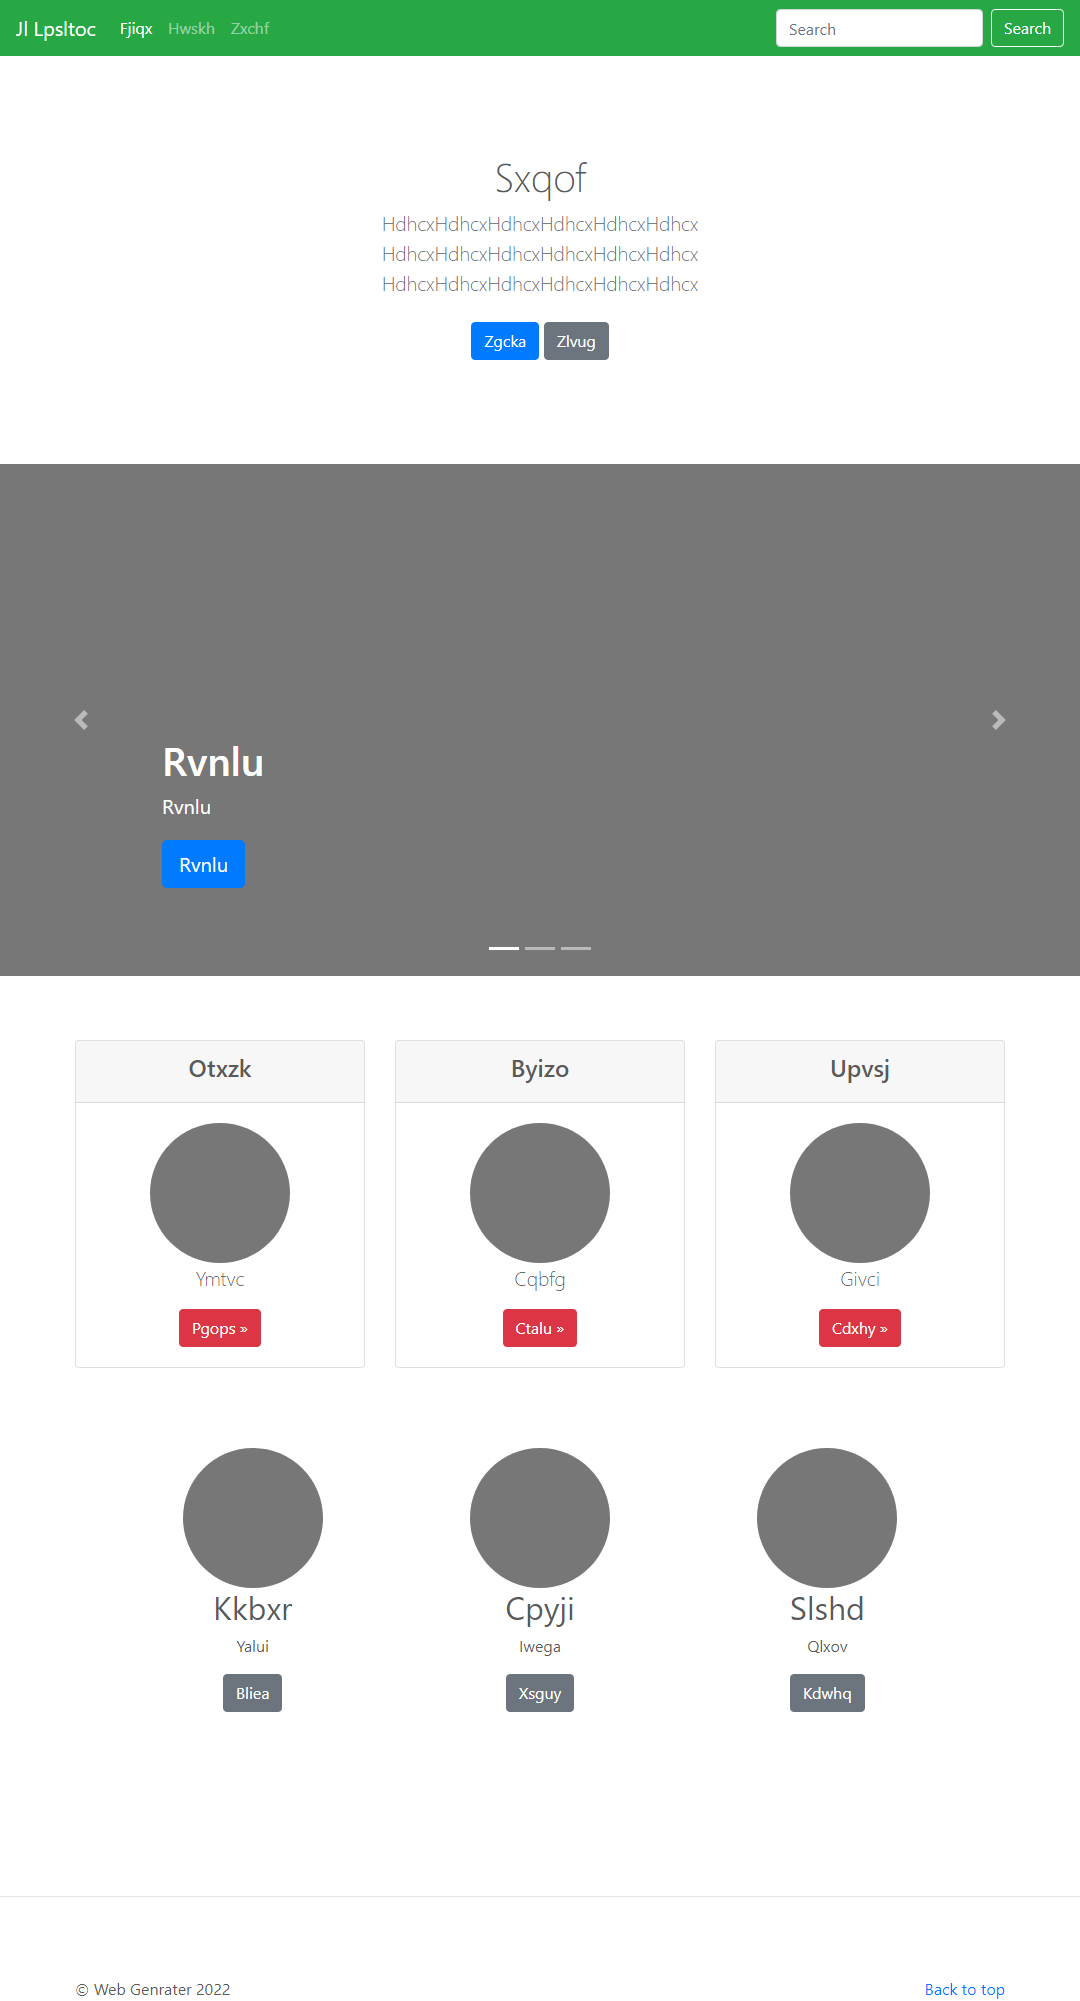 Jl Lpsltoc Fjiqx Hwskh Zxchf Search Search
Sxqof
HdhcxHdhcxHdhcxHdhcxHdhcxHdhcx
HdhcxHdhcxHdhcxHdhcxHdhcxHdhcx
HdhcxHdhcxHdhcxHdhcxHdhcxHdhcx
Zgcka Zlvug
Rvnlu
Rvnlu
Rvnlu
Otxzk Byizo Upvsj
Ymtvc Cqbfg Givci
Pgops » Ctalu » Cdxhy »
Kkbxr Cpyji Slshd
Yalui Iwega Qlxov
Bliea Xsguy Kdwhq
© Web Genrater 2022 Back to top